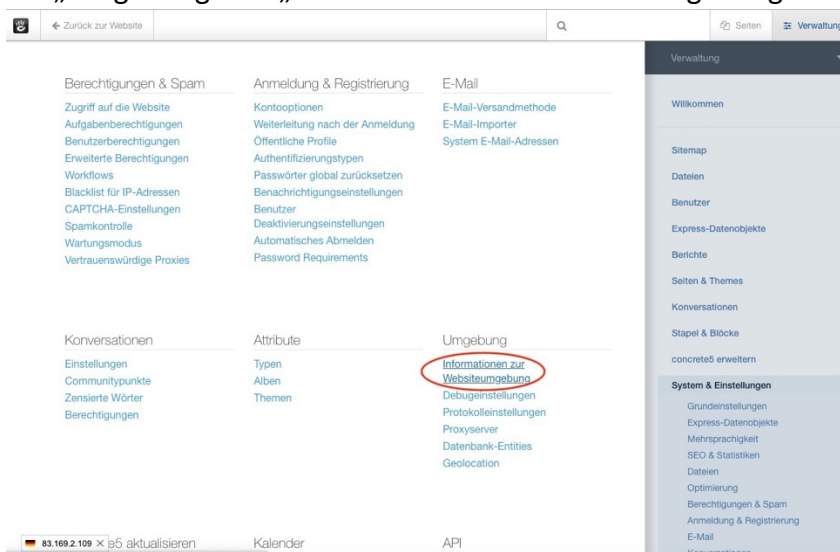 ← Zurück zur Website
Seiten
Verwaltung
Berechtigungen & Spam
Zugriff auf die Website
Aufgabenberechtigungen
Benutzerberechtigungen
Erweiterte Berechtigungen
Workflows
Blacklist für IP-Adressen
CAPTCHA-Einstellungen
Spamkontrolle
Wartungsmodus
Vertrauenswürdige Proxies
Anmeldung & Registrierung
Kontooptionen
Weiterleitung nach der Anmeldung
Öffentliche Profile
Authentifizierungstypen
Passwörter global zurücksetzen
Benachrichtigungseinstellungen
Benutzer
Deaktivierungseinstellungen
Automatisches Abmelden
Password Requirements
E-Mail
E-Mail-Versandmethode
E-Mail-Importer
System E-Mail-Adressen
Konversationen
Einstellungen
Communitypunkte
Zensierte Wörter
Berechtigungen
Attribute
Typen
Alben
Themen
Umgebung
Informationen zur
Websiteumgebung
Debugeinstellungen
Protokolleinstellungen
Proxyserver
Datenbank-Entities
Geolocation
83.169.2.109 ×
e5 aktualisieren
Kalender
API
Verwaltung
Willkommen
Sitemap
Dateien
Benutzer
Express-Datenobjekte
Berichte
Seiten & Themes
Konversationen
Stapel & Blöcke
concrete5 erweitern
System & Einstellungen
Grundeinstellungen
Express-Datenobjekte
Mehrsprachigkeit
SEO & Statistiken
Dateien
Optimierung
Berechtigungen & Spam
Anmeldung & Registrierung
E-Mail
Konversationen